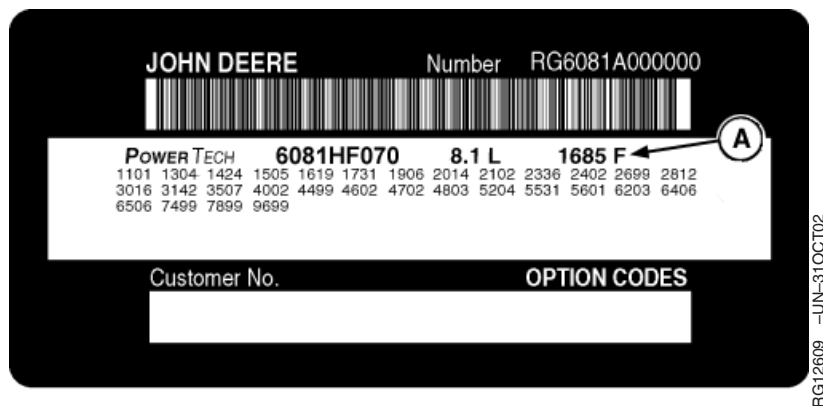 JOHN DEERE Number RG6081A000000
A
POWERTECH 6081HF070 8.1 L 1685 F
1101 1304 1424 1505 1619 1731 1906 2014 2102 2336 2402 2699 2812
3016 3142 3507 4002 4499 4602 4702 4803 5204 5531 5601 6203 6406
6506 7499 7899 9699
Customer No. OPTION CODES
RG12609 –UN–31OCT02